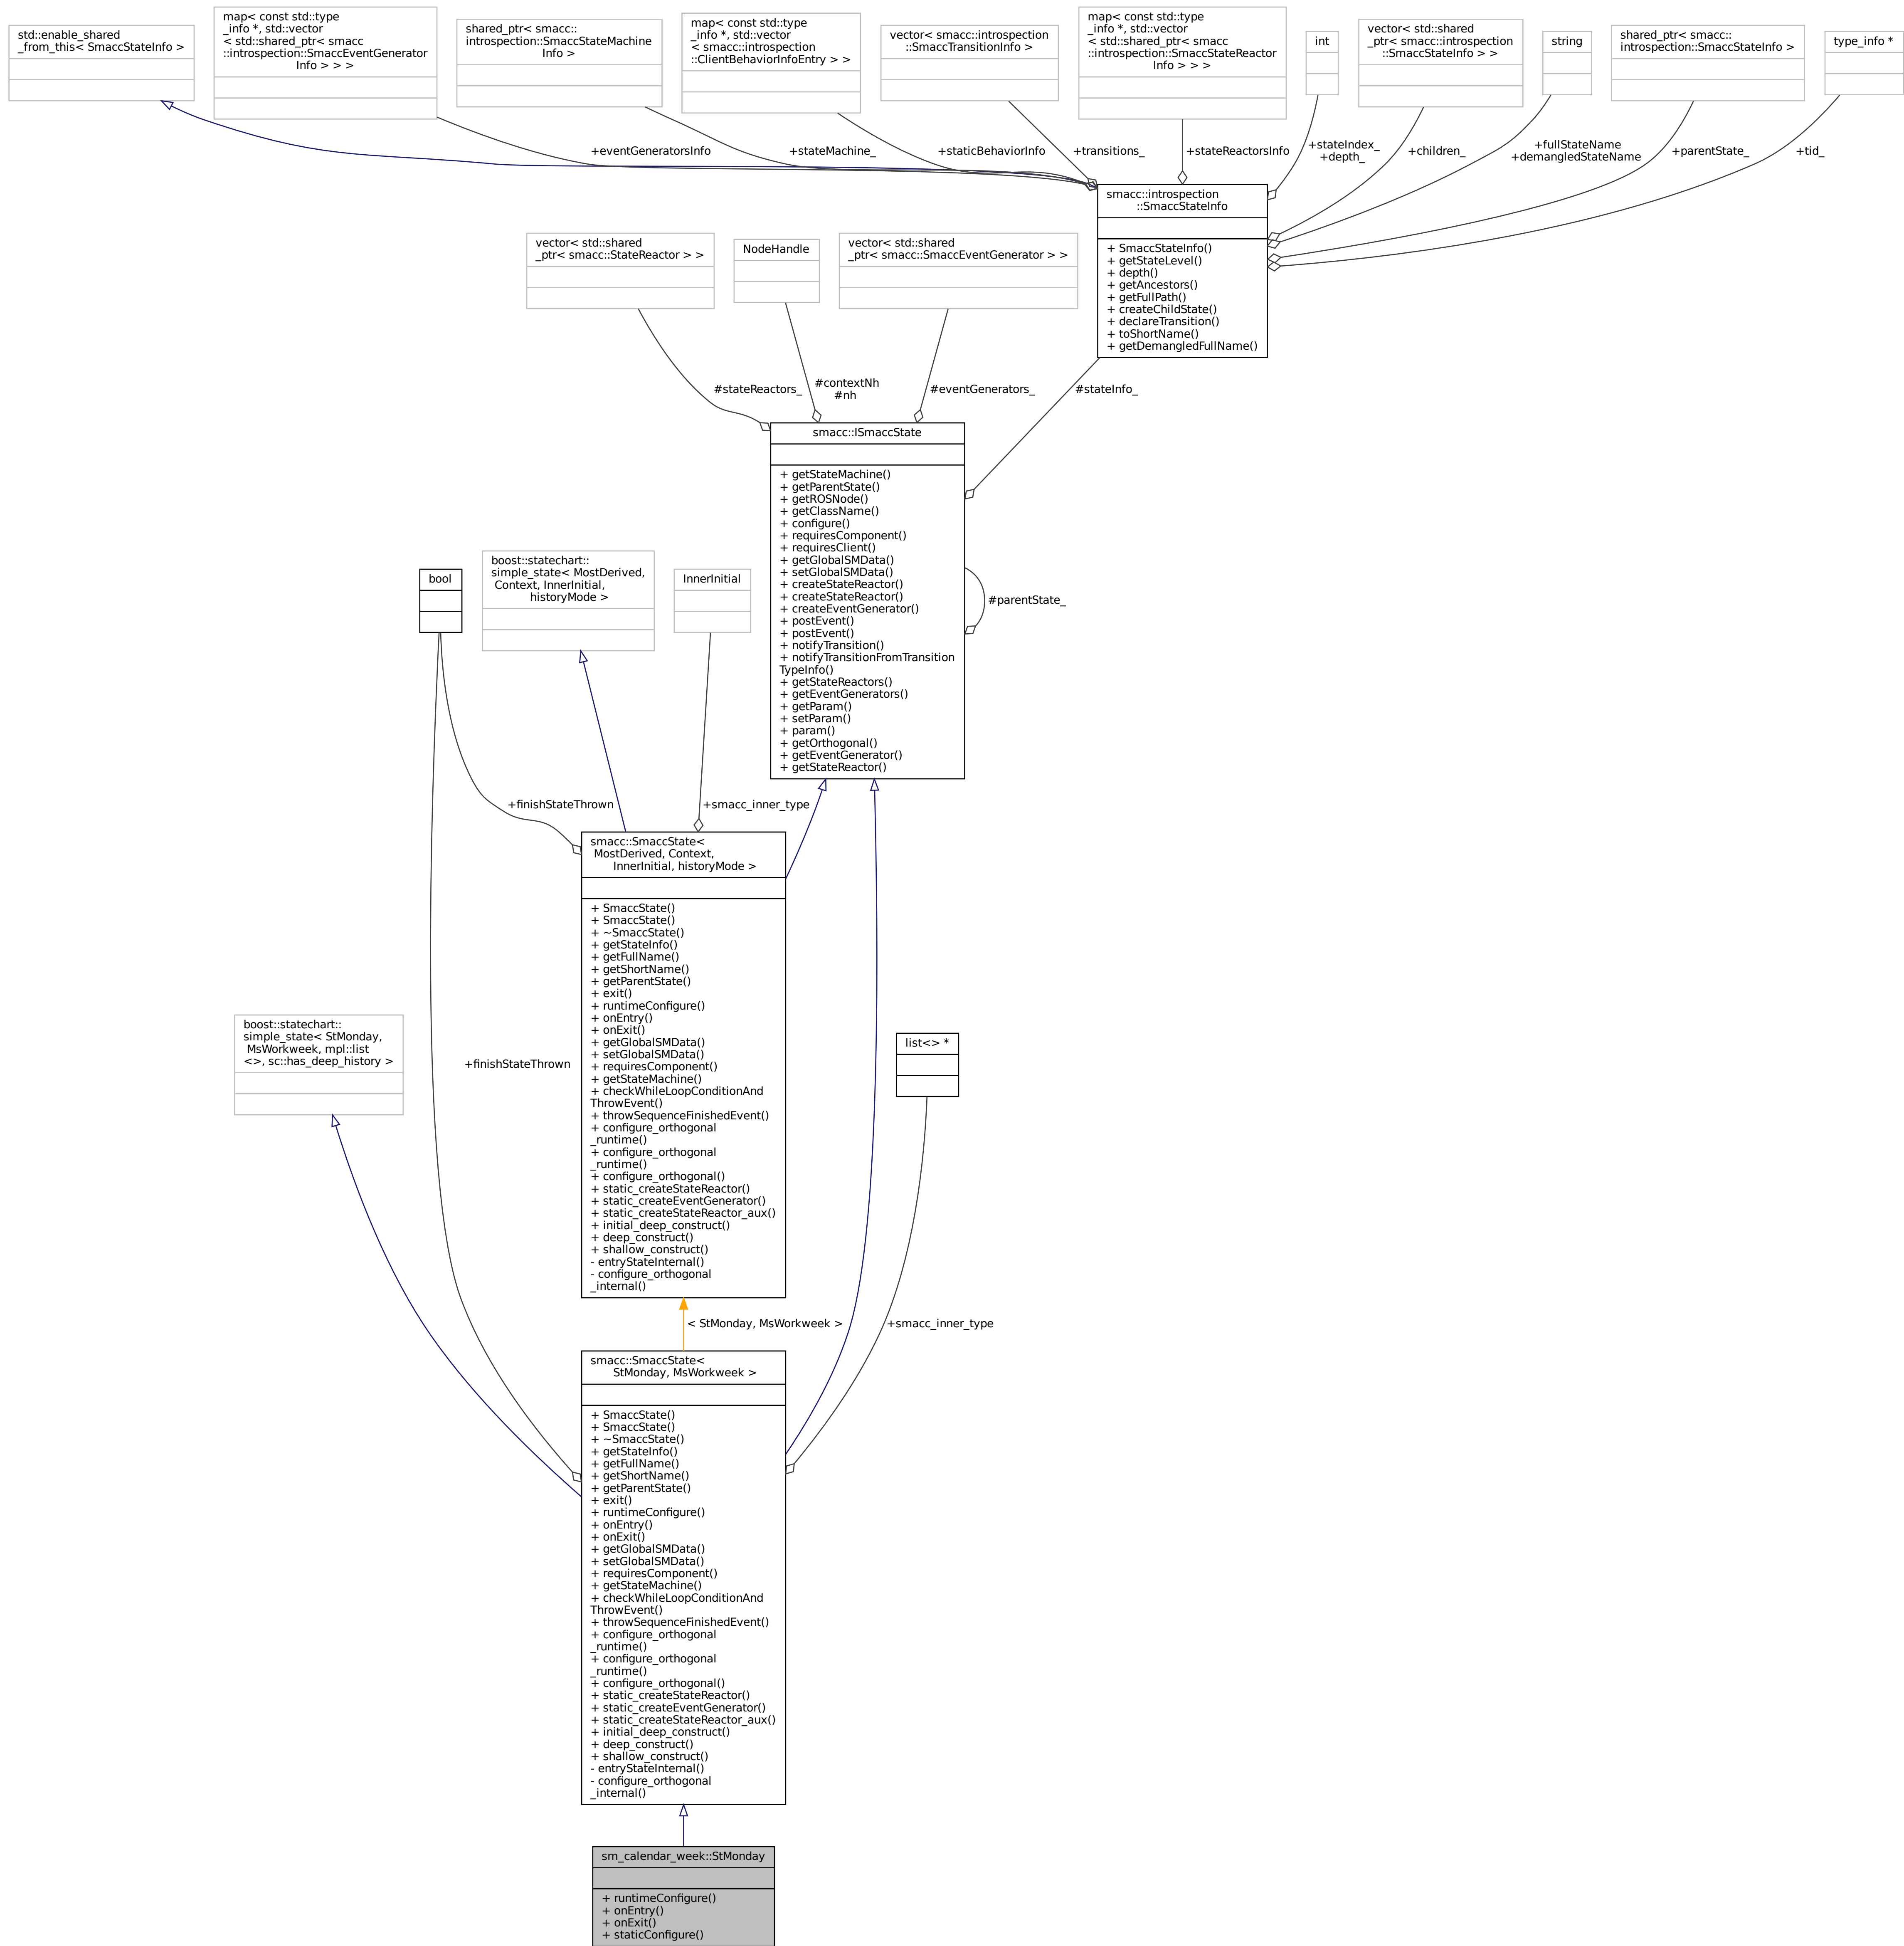 std::enable_shared
_from_this< SmaccStateInfo >
map< const std::type
_info *, std::vector
< std::shared_ptr< smacc
::introspection::SmaccEventGenerator
Info > > >
shared_ptr< smacc::
introspection::SmaccStateMachine
Info >
map< const std::type
_info *, std::vector
< smacc::introspection
::ClientBehaviorInfoEntry > >
vector< smacc::introspection
::SmaccTransitionInfo >
map< const std::type
_info *, std::vector
< std::shared_ptr< smacc
::introspection::SmaccStateReactor
Info > > >
int
vector< std::shared
_ptr< smacc::introspection
::SmaccStateInfo > >
string
shared_ptr< smacc::
introspection::SmaccStateInfo >
type_info *
+eventGeneratorsInfo
+stateMachine_
+staticBehaviorInfo
+transitions_
+stateReactorsInfo
+stateIndex_
+depth_
+children_
+fullStateName
+demangledStateName
+parentState_
+tid_
smacc::introspection
::SmaccStateInfo
+ SmaccStateInfo()
+ getStateLevel()
+ depth()
+ getAncestors()
+ getFullPath()
+ createChildState()
+ declareTransition()
+ toShortName()
+ getDemangledFullName()
vector< std::shared
_ptr< smacc::StateReactor > >
NodeHandle
vector< std::shared
_ptr< smacc::SmaccEventGenerator > >
#stateReactors_
#contextNh
#nh
#eventGenerators_
#stateInfo_
smacc::ISmaccState
+ getStateMachine()
+ getParentState()
+ getROSNode()
+ getClassName()
+ configure()
+ requiresComponent()
+ requiresClient()
+ getGlobalSMData()
+ setGlobalSMData()
+ createStateReactor()
+ createStateReactor()
+ createEventGenerator()
+ postEvent()
+ postEvent()
+ notifyTransition()
+ notifyTransitionFromTransition
TypeInfo()
+ getStateReactors()
+ getEventGenerators()
+ getParam()
+ setParam()
+ param()
+ getOrthogonal()
+ getEventGenerator()
+ getStateReactor()
#parentState_
bool
boost::statechart::
simple_state< MostDerived,
Context, InnerInitial,
historyMode >
InnerInitial
+finishStateThrown
+smacc_inner_type
smacc::SmaccState<
MostDerived, Context,
InnerInitial, historyMode >
+ SmaccState()
+ SmaccState()
+ ~SmaccState()
+ getStateInfo()
+ getFullName()
+ getShortName()
+ getParentState()
+ exit()
+ runtimeConfigure()
+ onEntry()
+ onExit()
+ getGlobalSMData()
+ setGlobalSMData()
+ requiresComponent()
+ getStateMachine()
+ checkWhileLoopConditionAnd
ThrowEvent()
+ throwSequenceFinishedEvent()
+ configure_orthogonal
_runtime()
+ configure_orthogonal
_runtime()
+ configure_orthogonal()
+ static_createStateReactor()
+ static_createEventGenerator()
+ static_createStateReactor_aux()
+ initial_deep_construct()
+ deep_construct()
+ shallow_construct()
- entryStateInternal()
- configure_orthogonal
_internal()
boost::statechart::
simple_state< StMonday,
MsWorkweek, mpl::list
<>, sc::has_deep_history >
+finishStateThrown
list<> *
< StMonday, MsWorkweek >
+smacc_inner_type
smacc::SmaccState<
StMonday, MsWorkweek >
+ SmaccState()
+ SmaccState()
+ ~SmaccState()
+ getStateInfo()
+ getFullName()
+ getShortName()
+ getParentState()
+ exit()
+ runtimeConfigure()
+ onEntry()
+ onExit()
+ getGlobalSMData()
+ setGlobalSMData()
+ requiresComponent()
+ getStateMachine()
+ checkWhileLoopConditionAnd
ThrowEvent()
+ throwSequenceFinishedEvent()
+ configure_orthogonal
_runtime()
+ configure_orthogonal
_runtime()
+ configure_orthogonal()
+ static_createStateReactor()
+ static_createEventGenerator()
+ static_createStateReactor_aux()
+ initial_deep_construct()
+ deep_construct()
+ shallow_construct()
- entryStateInternal()
- configure_orthogonal
_internal()
sm_calendar_week::StMonday
+ runtimeConfigure()
+ onEntry()
+ onExit()
+ staticConfigure()